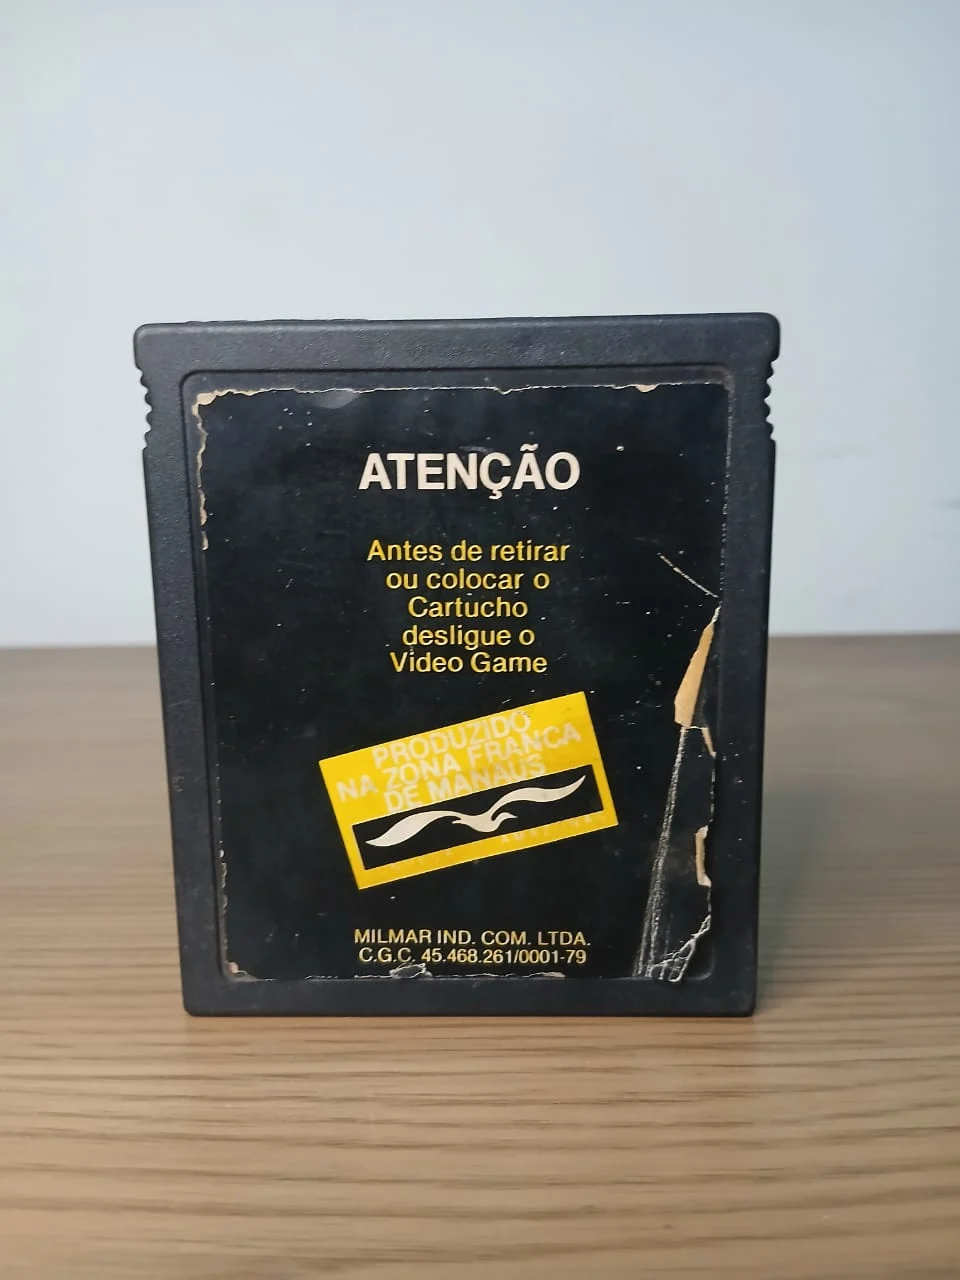 ATENÇÃO
Antes de retirar
ou colocar o
Cartucho
desligue o
Video Game
PRODUZIDO
NA ZONA FRANCA
DE MANAUS
MILMAR IND. COM. LTDA.
C.G.C. 45.468.261/0001-79